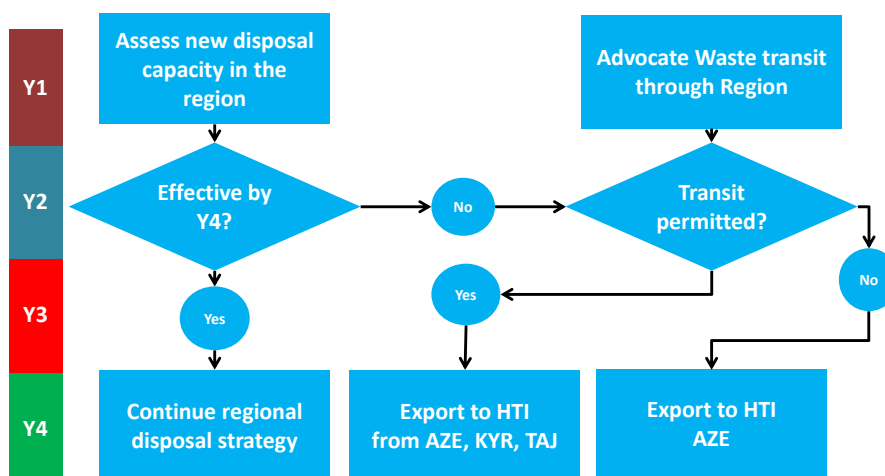 Y1
Assess new disposal
capacity in the
region
Advocate Waste transit
through Region
Y2
Effective by
Y4?
No
Transit
permitted?
Y3
Yes
Yes
No
Y4
Continue regional
disposal strategy
Export to HTI
from AZE, KYR, TAJ
Export to HTI
AZE